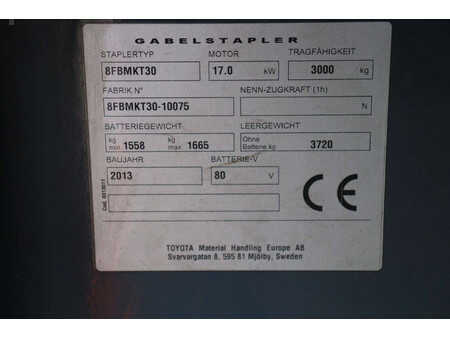 GABELSTAPLER
STAPLERTYP MOTOR TRAGFÄHIGKEIT
8FBMKT30 17.0 kW 3000 kg
FABRIK.N° NENN-ZUGKRAFT (1h)
8FBMKT30-10075 N
BATTERIEGEWICHT LEERGEWICHT
kg min. 1558 kg max. 1665 Ohne Batterie.kg 3720
BAUJAHR BATTERIE-V
2013 80 V
CE
TOYOTA Material Handling Europe AB
Svarvargatan 8, 595 81 Mjölby, Sweden